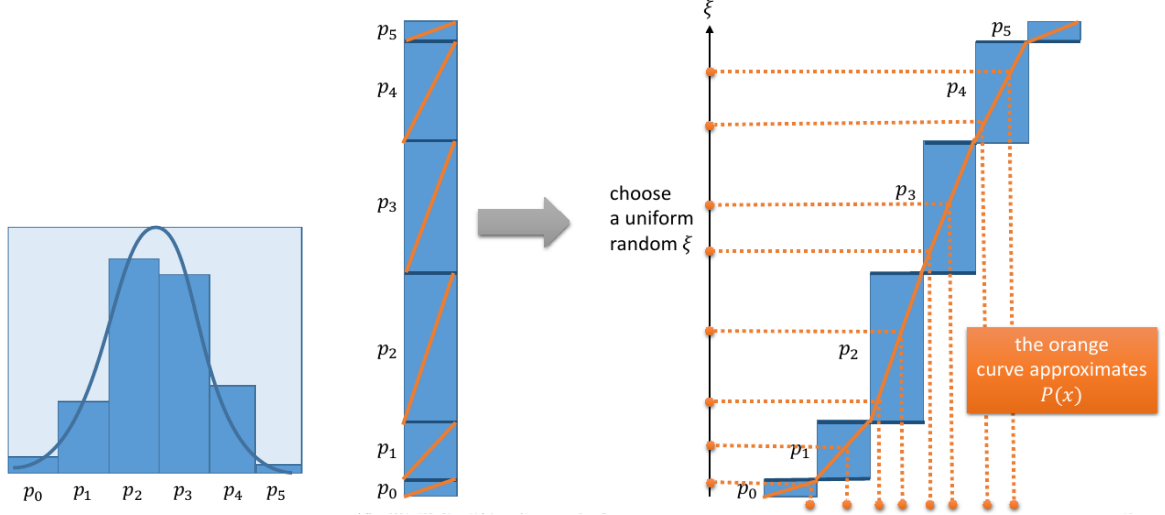 p₀ p₁ p₂ p₃ p₄ p₅
p₅
p₄
p₃
p₂
p₁
p₀
choose
a uniform
random ξ
ξ
p₅
p₄
p₃
p₂
p₁
p₀
the orange
curve approximates
P(x)